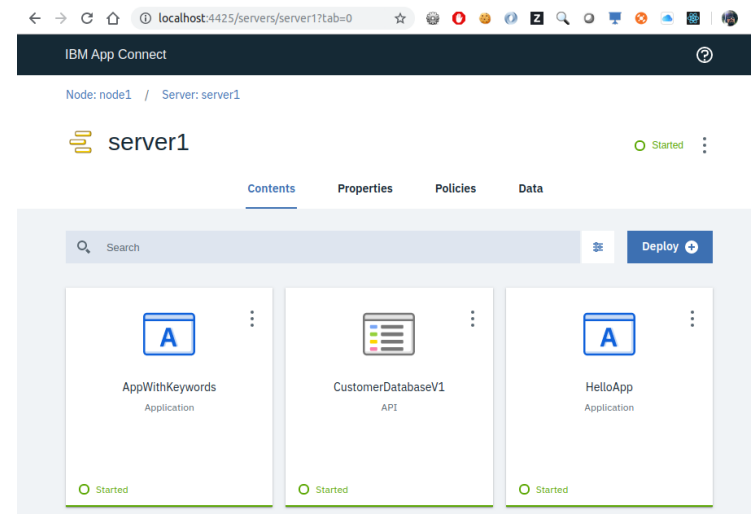 localhost:4425/servers/server1?tab=0
IBM App Connect
Node: node1 / Server: server1
server1
Started
Contents Properties Policies Data
Search
Deploy
A
AppWithKeywords
Application
Started
CustomerDatabaseV1
API
Started
A
HelloApp
Application
Started